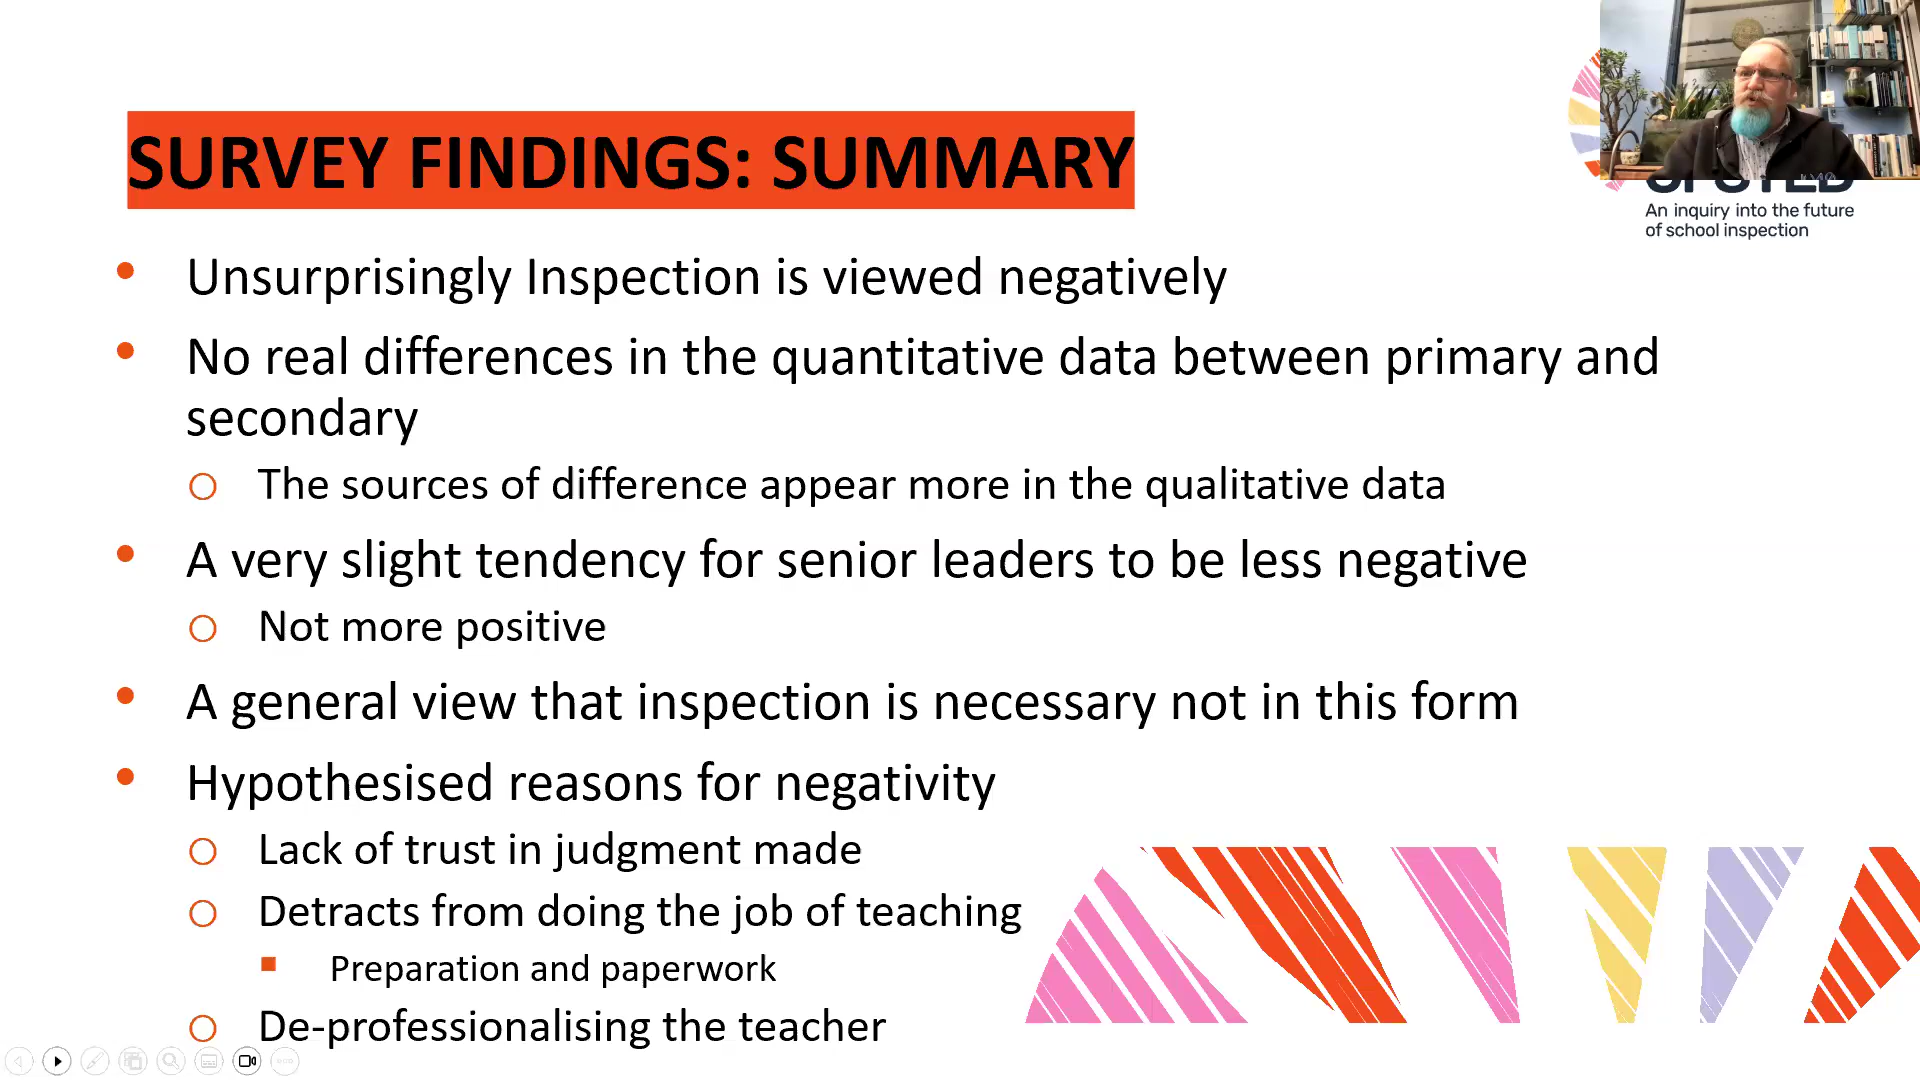 SURVEY FINDINGS: SUMMARY
An inquiry into the future
of school inspection
• Unsurprisingly Inspection is viewed negatively
• No real differences in the quantitative data between primary and
secondary
o The sources of difference appear more in the qualitative data
• A very slight tendency for senior leaders to be less negative
o Not more positive
• A general view that inspection is necessary not in this form
• Hypothesised reasons for negativity
o Lack of trust in judgment made
o Detracts from doing the job of teaching
▪ Preparation and paperwork
o De-professionalising the teacher